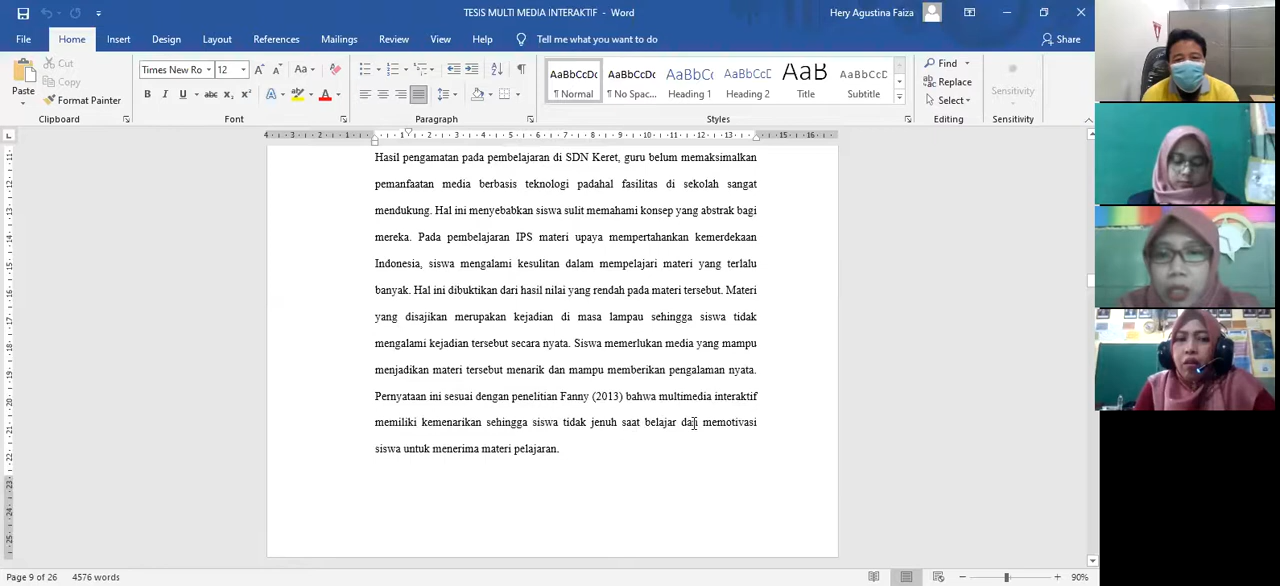 TESIS MULTI MEDIA INTERAKTIF - Word
Hery Agustina Faiza
File Home Insert Design Layout References Mailings Review View Help Tell me what you want to do Share
Paste
Cut
Copy
Format Painter
Clipboard
Times New Ro 12
Font
Paragraph
AaBbCcDc AaBbCcDc AaBbCc AaBbCcD AaB AaBbCcD
¶ Normal ¶ No Spac... Heading 1 Heading 2 Title Subtitle
Styles
Find
Replace
Select
Editing
Sensitivity
Sensitivity
Hasil pengamatan pada pembelajaran di SDN Keret, guru belum memaksimalkan
pemanfaatan media berbasis teknologi padahal fasilitas di sekolah sangat
mendukung. Hal ini menyebabkan siswa sulit memahami konsep yang abstrak bagi
mereka. Pada pembelajaran IPS materi upaya mempertahankan kemerdekaan
Indonesia, siswa mengalami kesulitan dalam mempelajari materi yang terlalu
banyak. Hal ini dibuktikan dari hasil nilai yang rendah pada materi tersebut. Materi
yang disajikan merupakan kejadian di masa lampau sehingga siswa tidak
mengalami kejadian tersebut secara nyata. Siswa memerlukan media yang mampu
menjadikan materi tersebut menarik dan mampu memberikan pengalaman nyata.
Pernyataan ini sesuai dengan penelitian Fanny (2013) bahwa multimedia interaktif
memiliki kemenarikan sehingga siswa tidak jenuh saat belajar dan memotivasi
siswa untuk menerima materi pelajaran.
Page 9 of 26 4576 words
90%